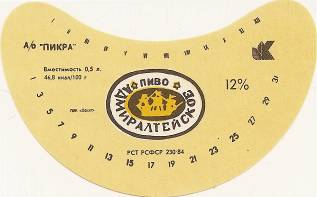 А/о "ПИКРА"
Вместимость 0,5 л.
46,8 ккал/100 г
12%
ПИВО
АДМИРАЛТЕЙСКОЕ
1 3 5 7 9 11 13 15 17 19 21 23 25 27 29 31
РСТ РСФСР 230-84